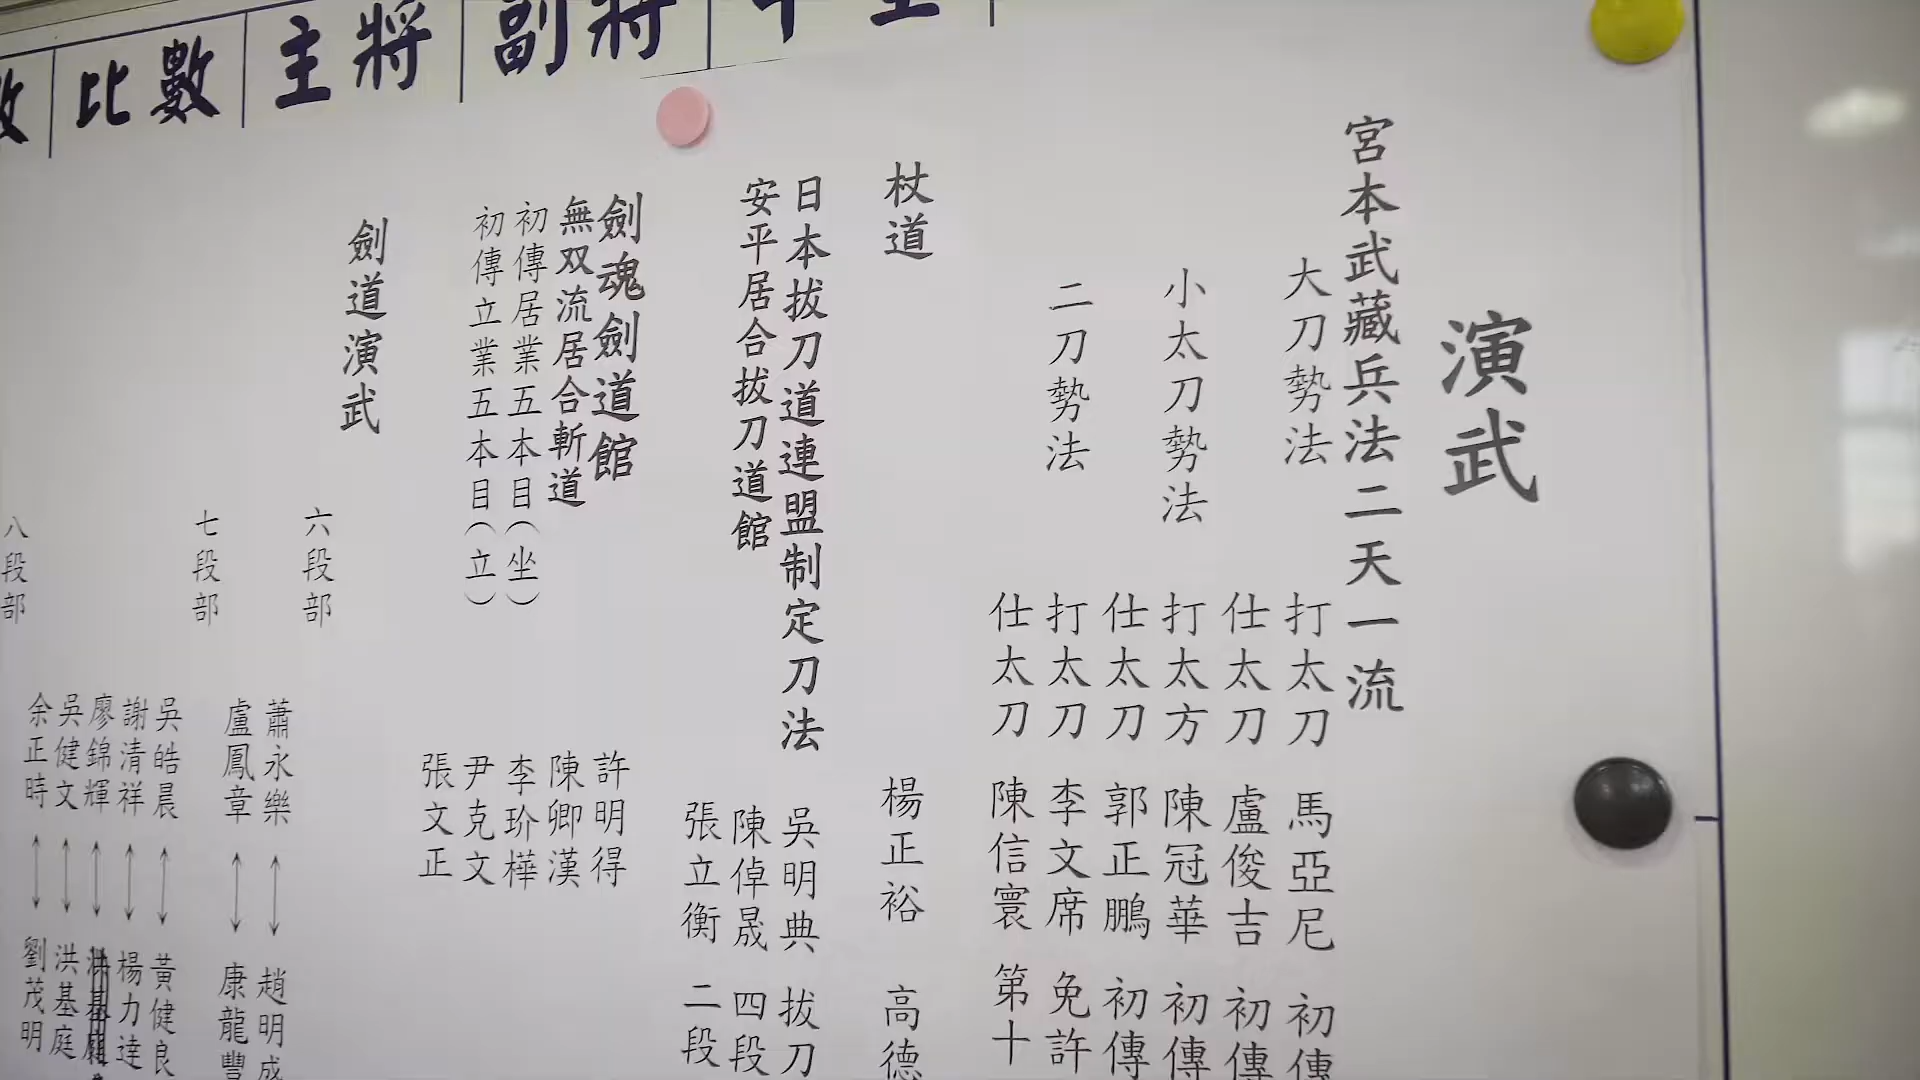 主將
副將
比數
演武
宮本武藏兵法二天一流
大刀勢法
打太刀 馬亞尼 初傳
仕太刀 盧俊吉 初傳
小太刀勢法
打太方 陳冠華 初傳
仕太刀 郭正鵬 初傳
二刀勢法
打太刀 李文席 免許
仕太刀 陳信寰 第十
杖道
楊正裕 高德
日本拔刀道連盟制定刀法
吳明典 拔刀
安平居合拔刀道館
陳倬晟 四段
張立衡 二段
劍魂劍道館
許明得
無双流居合斬道
陳卿漢
初傳居業五本目(坐)
李玠樺
初傳立業五本目(立)
尹克文
張文正
劍道演武
六段部
蕭永樂 ↔ 趙明成
盧鳳章 ↔ 康龍豐
七段部
吳皓晨 ↔ 黃健良
謝清祥 ↔ 楊力達
廖錦輝 ↔
吳健文 ↔ 洪基庭
余正時 ↔ 劉茂明
八段部